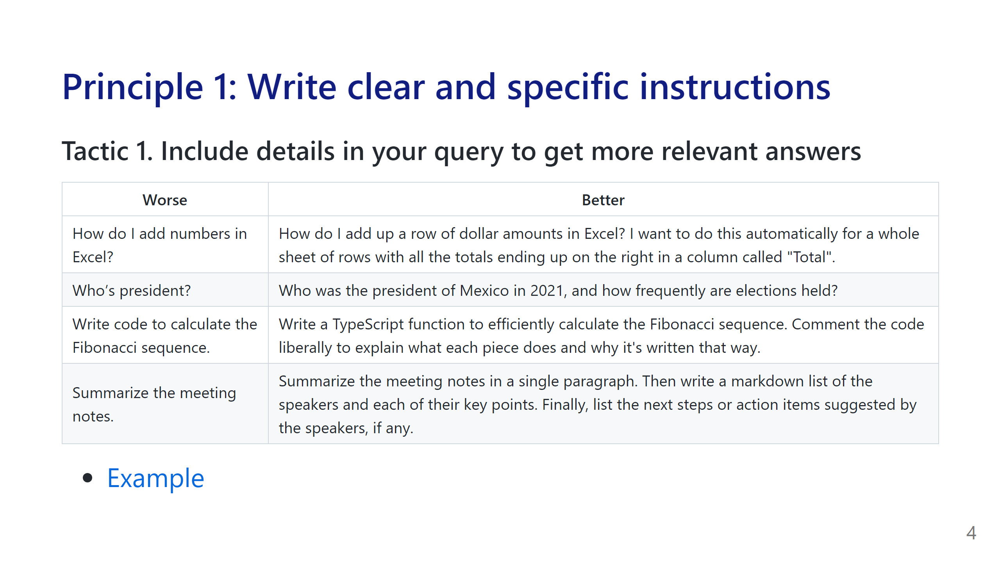 Principle 1: Write clear and specific instructions
Tactic 1. Include details in your query to get more relevant answers
Worse
Better
How do I add numbers in
Excel?
How do I add up a row of dollar amounts in Excel? I want to do this automatically for a whole
sheet of rows with all the totals ending up on the right in a column called "Total".
Who’s president?
Who was the president of Mexico in 2021, and how frequently are elections held?
Write code to calculate the
Fibonacci sequence.
Write a TypeScript function to efficiently calculate the Fibonacci sequence. Comment the code
liberally to explain what each piece does and why it's written that way.
Summarize the meeting
notes.
Summarize the meeting notes in a single paragraph. Then write a markdown list of the
speakers and each of their key points. Finally, list the next steps or action items suggested by
the speakers, if any.
• Example
4